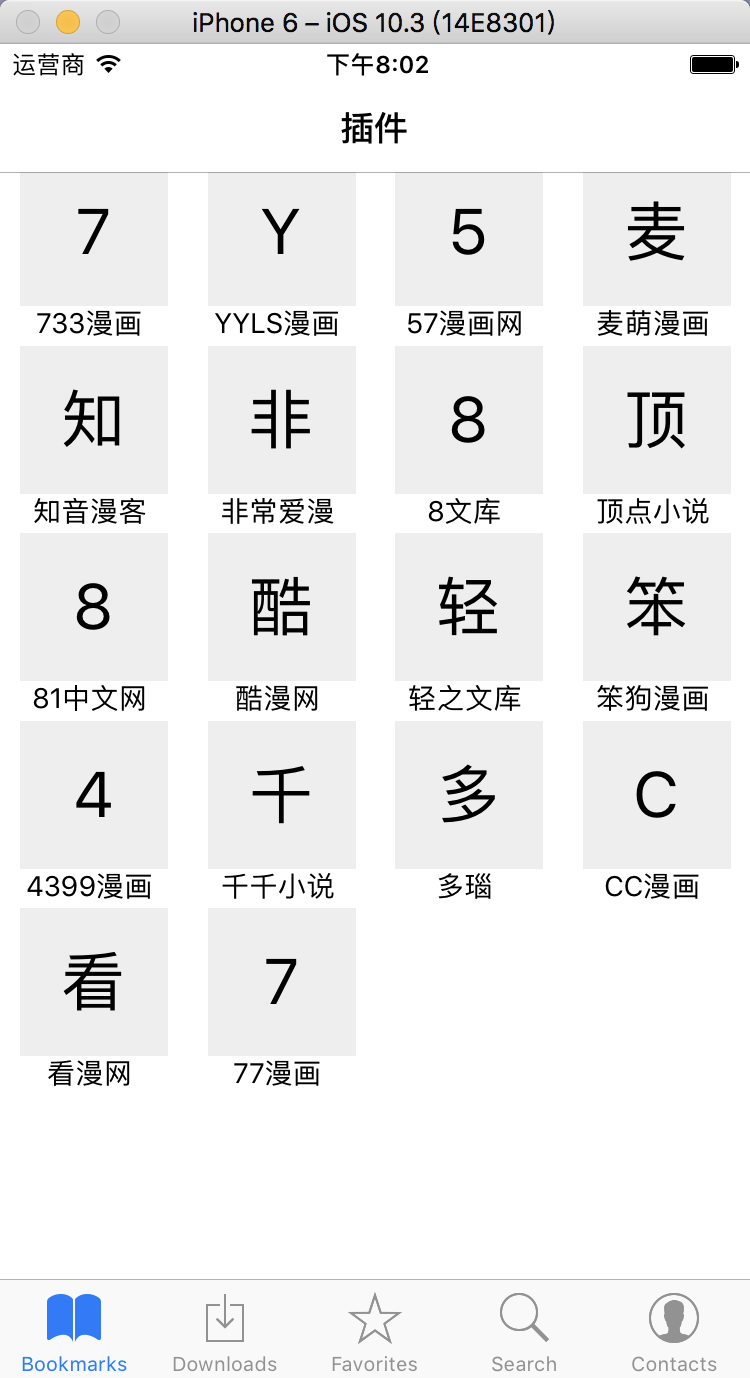 iPhone 6 – iOS 10.3 (14E8301)
运营商 下午8:02
插件
7 Y 5 麦
733漫画 YYLS漫画 57漫画网 麦萌漫画
知 非 8 顶
知音漫客 非常爱漫 8文库 顶点小说
8 酷 轻 笨
81中文网 酷漫网 轻之文库 笨狗漫画
4 千 多 C
4399漫画 千千小说 多瑙 CC漫画
看 7
看漫网 77漫画
Bookmarks Downloads Favorites Search Contacts